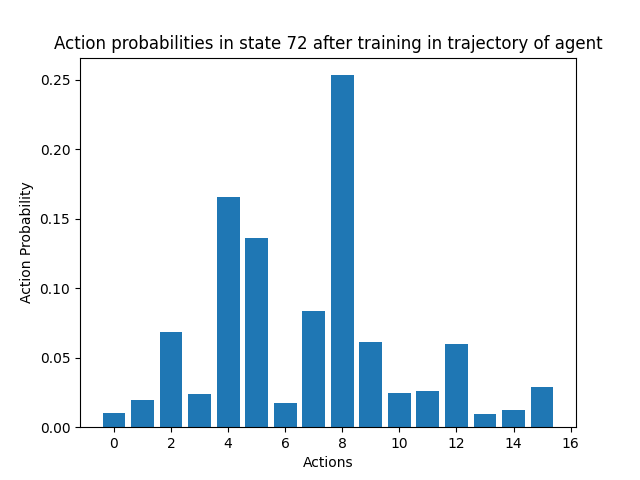 Action probabilities in state 72 after training in trajectory of agent
0.25
0.20
0.15
0.10
0.05
0.00
Action Probability
0 2 4 6 8 10 12 14 16
Actions